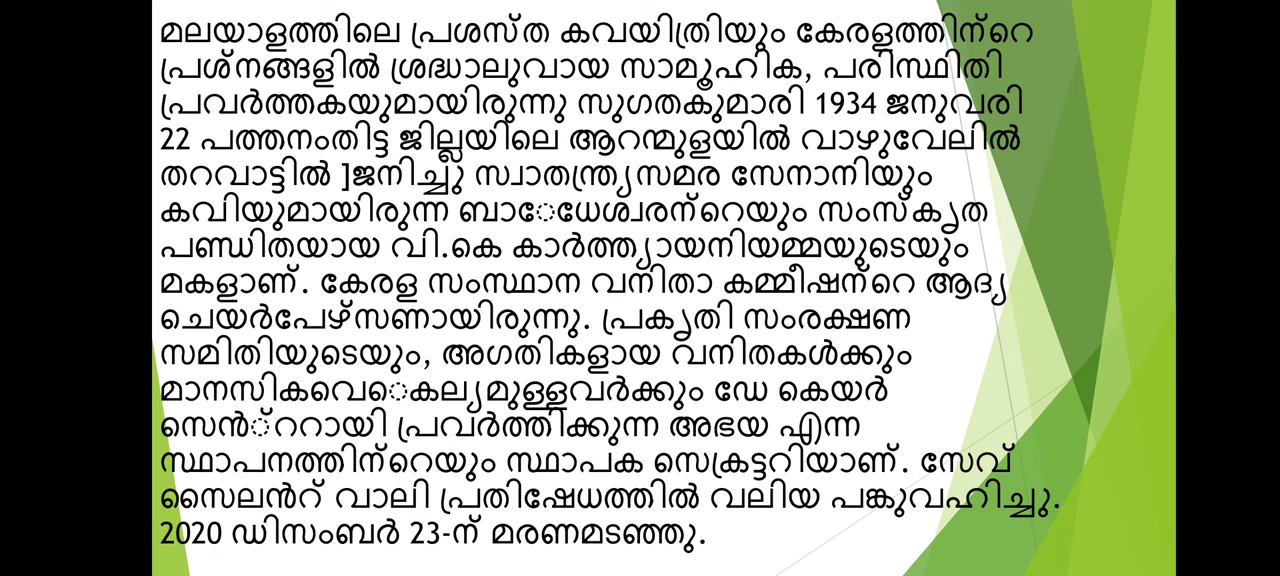 മലയാളത്തിലെ പ്രശസ്ത കവയിത്രിയും കേരളത്തിന്റെ
പ്രശ്നങ്ങളിൽ ശ്രദ്ധാലുവായ സാമൂഹിക, പരിസ്ഥിതി
പ്രവർത്തകയുമായിരുന്നു സുഗതകുമാരി 1934 ജനുവരി
22 പത്തനംതിട്ട ജില്ലയിലെ ആറന്മുളയിൽ വാഴുവേലിൽ
തറവാട്ടിൽ ]ജനിച്ചു സ്വാതന്ത്ര്യസമര സേനാനിയും
കവിയുമായിരുന്ന ബാേധേശ്വരന്റെയും സംസ്കൃത
പണ്ഡിതയായ വി.കെ കാർത്ത്യായനിയമ്മയുടെയും
മകളാണ്. കേരള സംസ്ഥാന വനിതാ കമ്മീഷന്റെ ആദ്യ
ചെയർപേഴ്സണായിരുന്നു. പ്രകൃതി സംരക്ഷണ
സമിതിയുടെയും, അഗതികളായ വനിതകൾക്കും
മാനസികവെെകല്യമുള്ളവർക്കും ഡേ കെയർ
സെൻ്ററായി പ്രവർത്തിക്കുന്ന അഭയ എന്ന
സ്ഥാപനത്തിന്റെയും സ്ഥാപക സെക്രട്ടറിയാണ്. സേവ്
സൈലൻറ് വാലി പ്രതിഷേധത്തിൽ വലിയ പങ്കുവഹിച്ചു.
2020 ഡിസംബർ 23-ന് മരണമടഞ്ഞു.